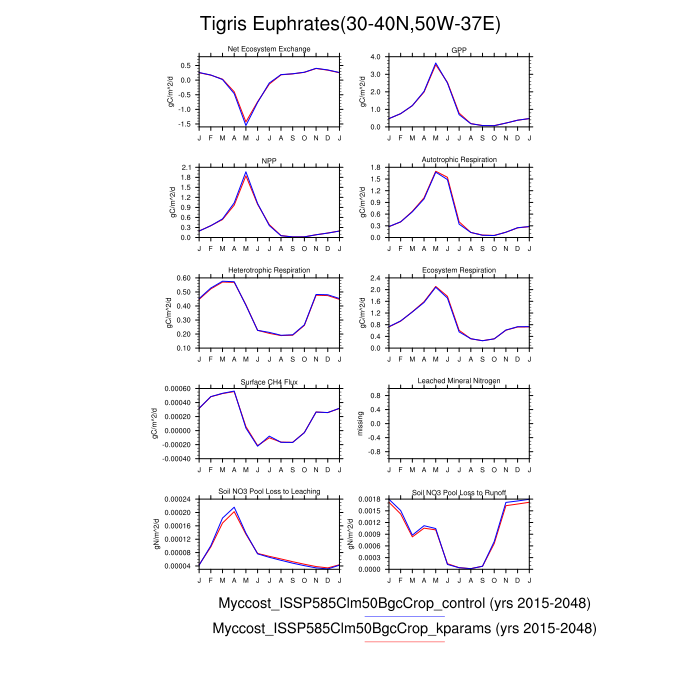 Tigris Euphrates(30-40N,50W-37E)
Net Ecosystem Exchange
gC/m^2/d
0.5
0.0
-0.5
-1.0
-1.5
J F M A M J J A S O N D J
GPP
gC/m^2/d
4.0
3.0
2.0
1.0
0.0
J F M A M J J A S O N D J
NPP
gC/m^2/d
2.1
1.8
1.5
1.2
0.9
0.6
0.3
0.0
J F M A M J J A S O N D J
Autotrophic Respiration
gC/m^2/d
1.8
1.5
1.2
0.9
0.6
0.3
0.0
J F M A M J J A S O N D J
Heterotrophic Respiration
gC/m^2/d
0.60
0.50
0.40
0.30
0.20
0.10
J F M A M J J A S O N D J
Ecosystem Respiration
gC/m^2/d
2.4
2.0
1.6
1.2
0.8
0.4
0.0
J F M A M J J A S O N D J
Surface CH4 Flux
gC/m^2/d
0.00060
0.00040
0.00020
0.00000
-0.00020
-0.00040
J F M A M J J A S O N D J
Leached Mineral Nitrogen
missing
0.8
0.4
0.0
-0.4
-0.8
J F M A M J J A S O N D J
Soil NO3 Pool Loss to Leaching
gN/m^2/d
0.00024
0.00020
0.00016
0.00012
0.00008
0.00004
J F M A M J J A S O N D J
Soil NO3 Pool Loss to Runoff
gN/m^2/d
0.0018
0.0015
0.0012
0.0009
0.0006
0.0003
0.0000
J F M A M J J A S O N D J
Myccost_ISSP585Clm50BgcCrop_control (yrs 2015-2048)
Myccost_ISSP585Clm50BgcCrop_kparams (yrs 2015-2048)